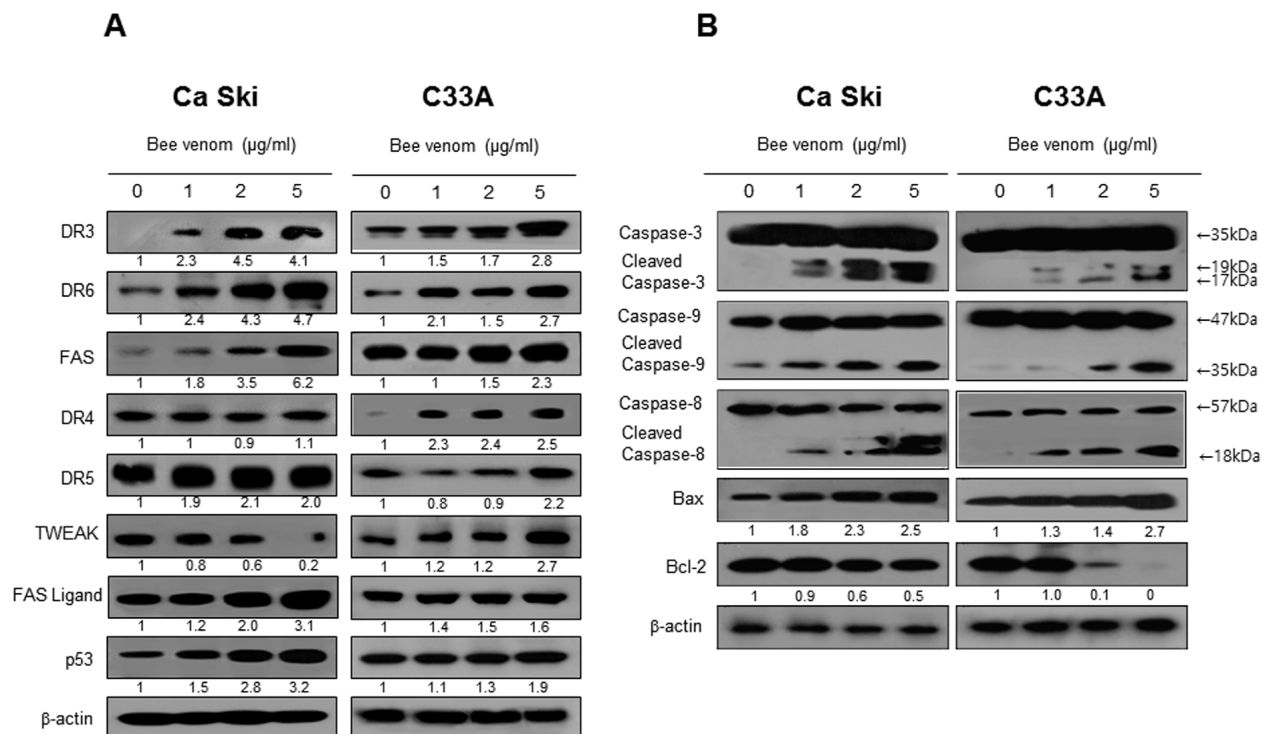 A
B
Ca Ski
C33A
Ca Ski
C33A
Bee venom (μg/ml)
Bee venom (μg/ml)
Bee venom (μg/ml)
Bee venom (μg/ml)
0 1 2 5
0 1 2 5
0 1 2 5
0 1 2 5
DR3
1 2.3 4.5 4.1
1 1.5 1.7 2.8
DR6
1 2.4 4.3 4.7
1 2.1 1.5 2.7
FAS
1 1.8 3.5 6.2
1 1 1.5 2.3
DR4
1 1 0.9 1.1
1 2.3 2.4 2.5
DR5
1 1.9 2.1 2.0
1 0.8 0.9 2.2
TWEAK
1 0.8 0.6 0.2
1 1.2 1.2 2.7
FAS Ligand
1 1.2 2.0 3.1
1 1.4 1.5 1.6
p53
1 1.5 2.8 3.2
1 1.1 1.3 1.9
β-actin
Caspase-3
←35kDa
Cleaved
Caspase-3
←19kDa
←17kDa
Caspase-9
←47kDa
Cleaved
Caspase-9
←35kDa
Caspase-8
←57kDa
Cleaved
Caspase-8
←18kDa
Bax
1 1.8 2.3 2.5
1 1.3 1.4 2.7
Bcl-2
1 0.9 0.6 0.5
1 1.0 0.1 0
β-actin